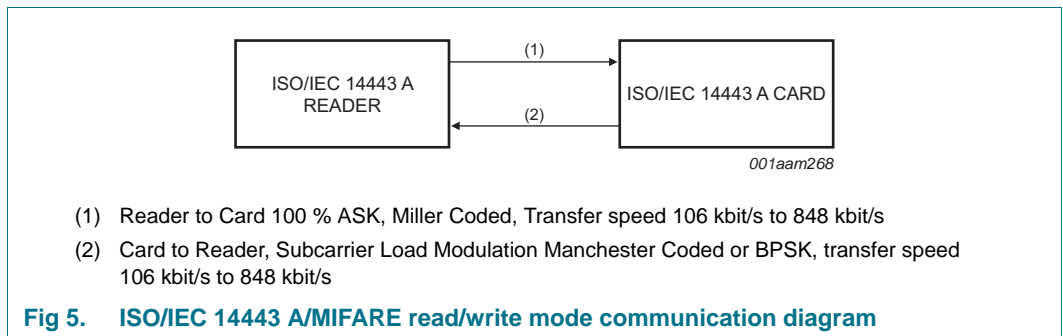 (1)
ISO/IEC 14443 A
READER
ISO/IEC 14443 A CARD
(2)
001aam268
(1) Reader to Card 100 % ASK, Miller Coded, Transfer speed 106 kbit/s to 848 kbit/s
(2) Card to Reader, Subcarrier Load Modulation Manchester Coded or BPSK, transfer speed
106 kbit/s to 848 kbit/s
Fig 5. ISO/IEC 14443 A/MIFARE read/write mode communication diagram